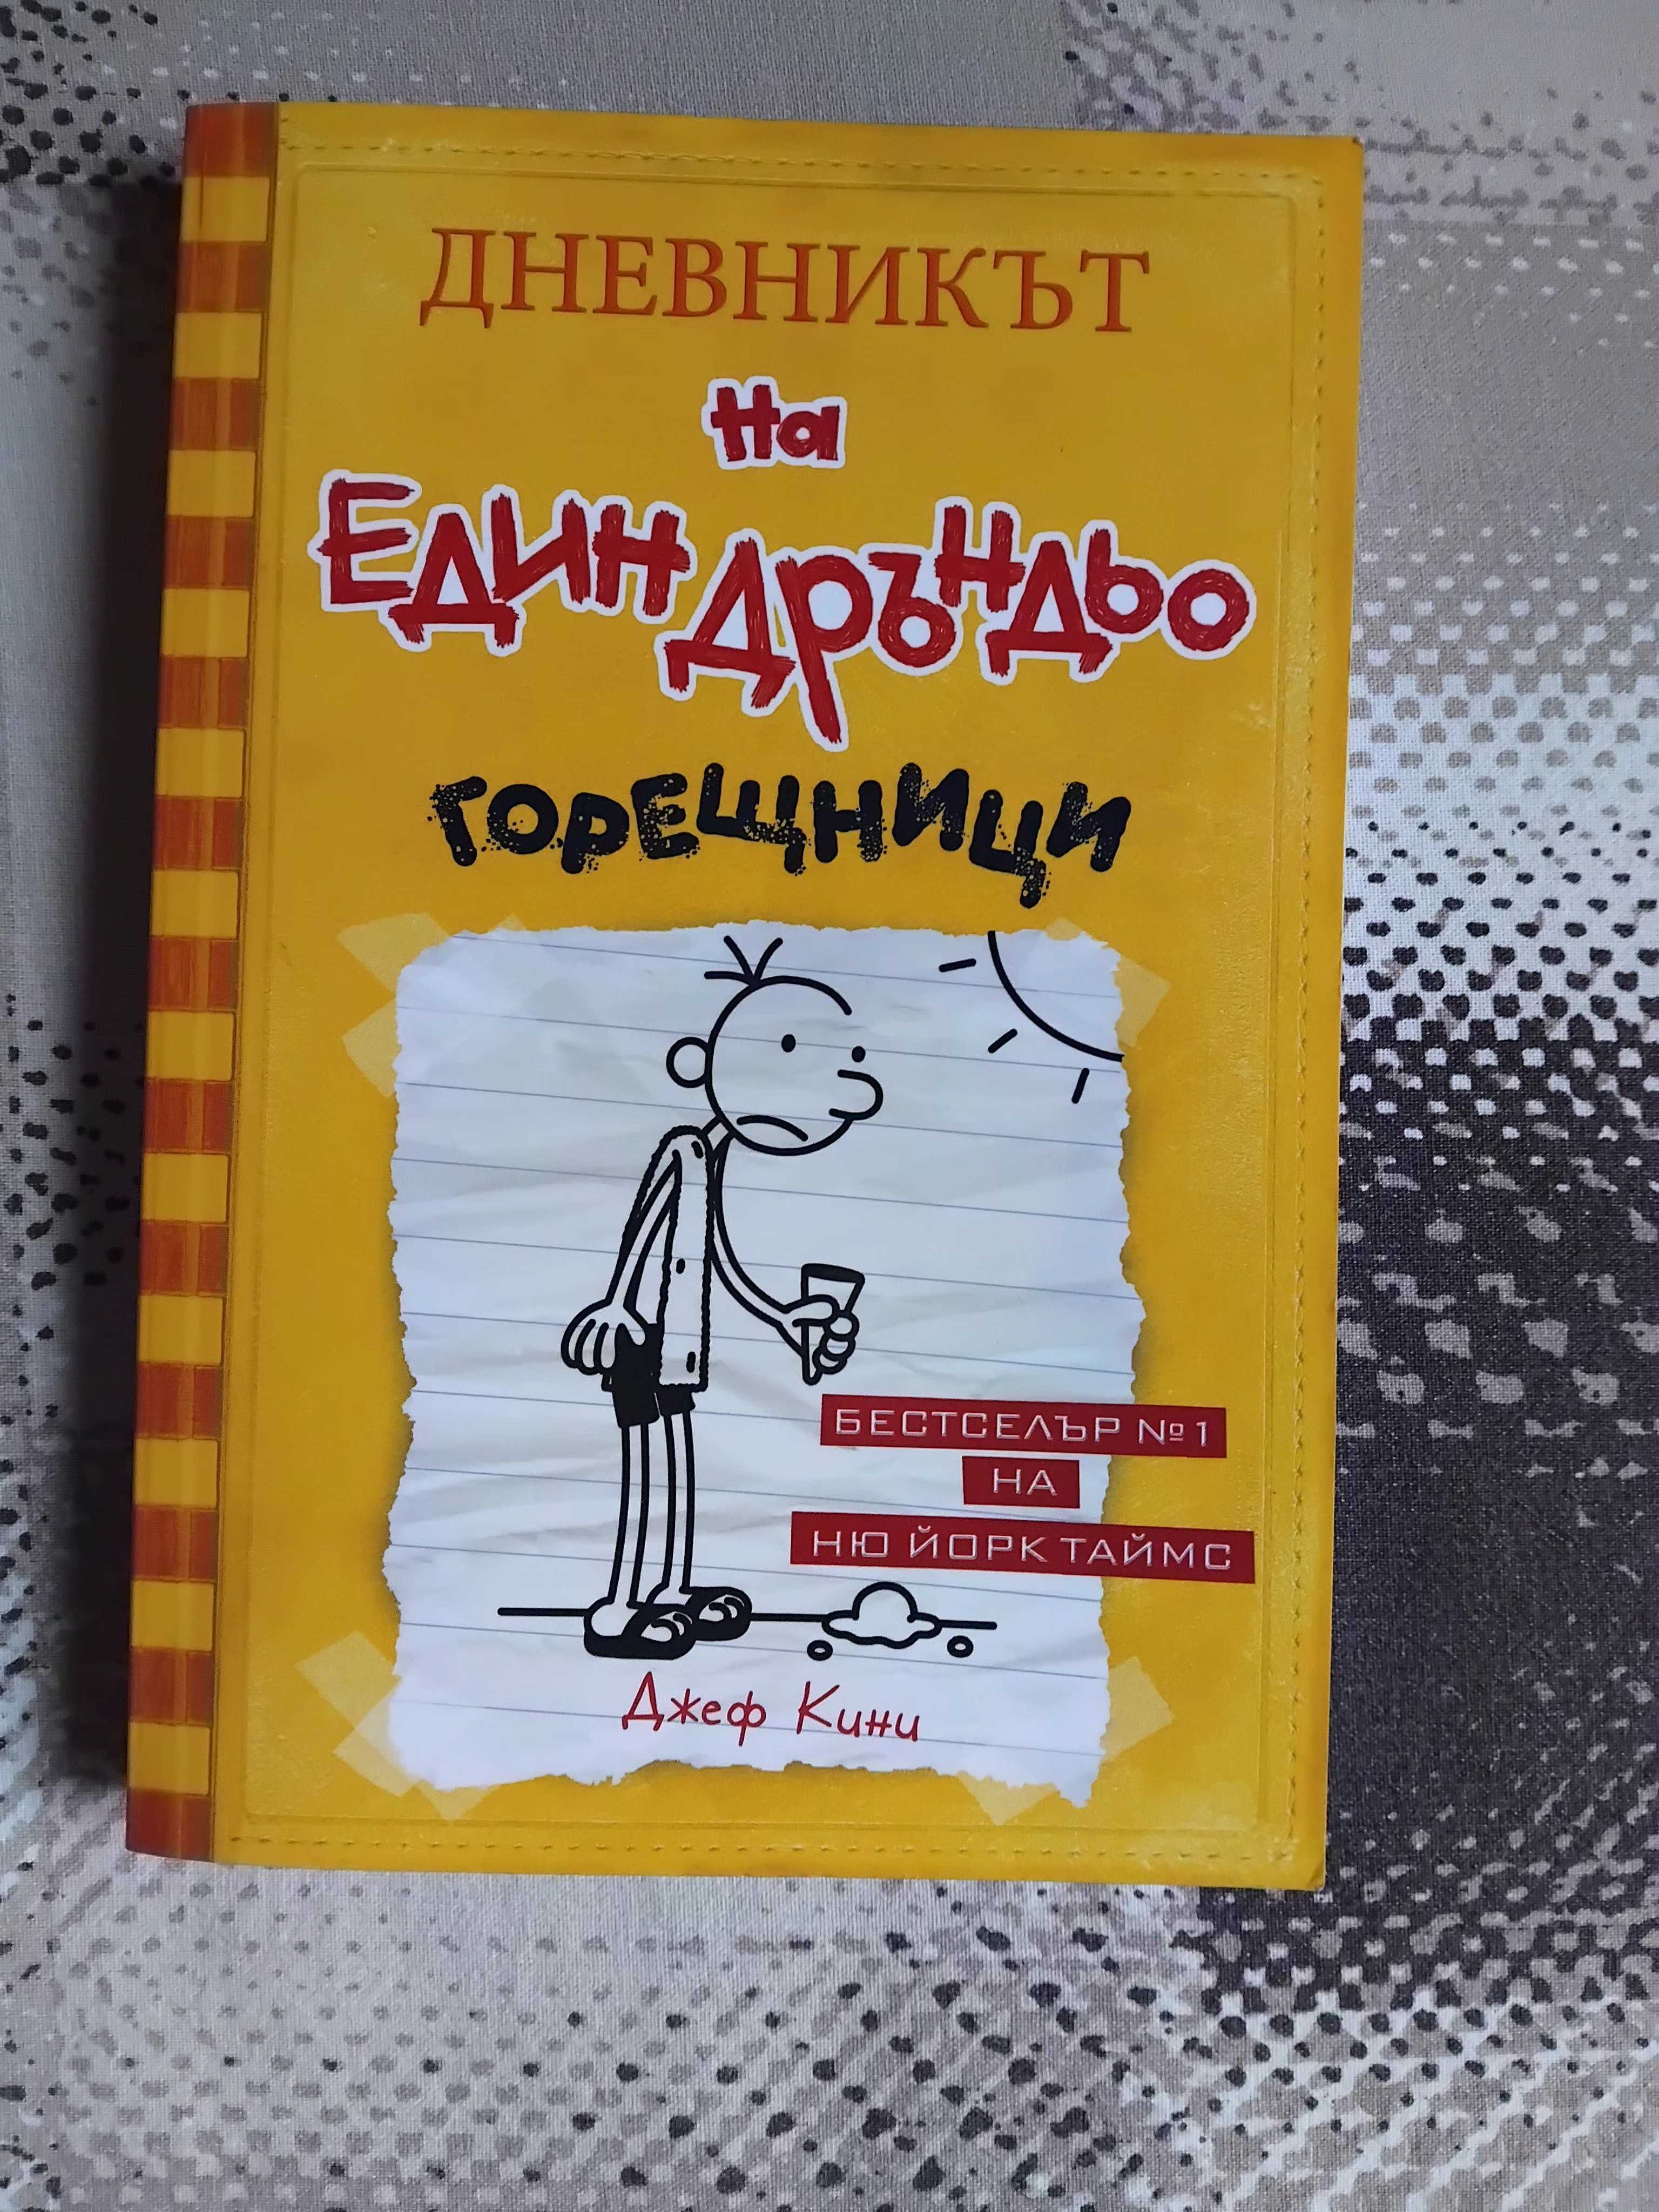 ДНЕВНИКЪТ
на
Един Дръндьо
ГОРЕЩНИЦИ
БЕСТСЕЛЪР №1
НА
НЮ ЙОРК ТАЙМС
Джеф Кини